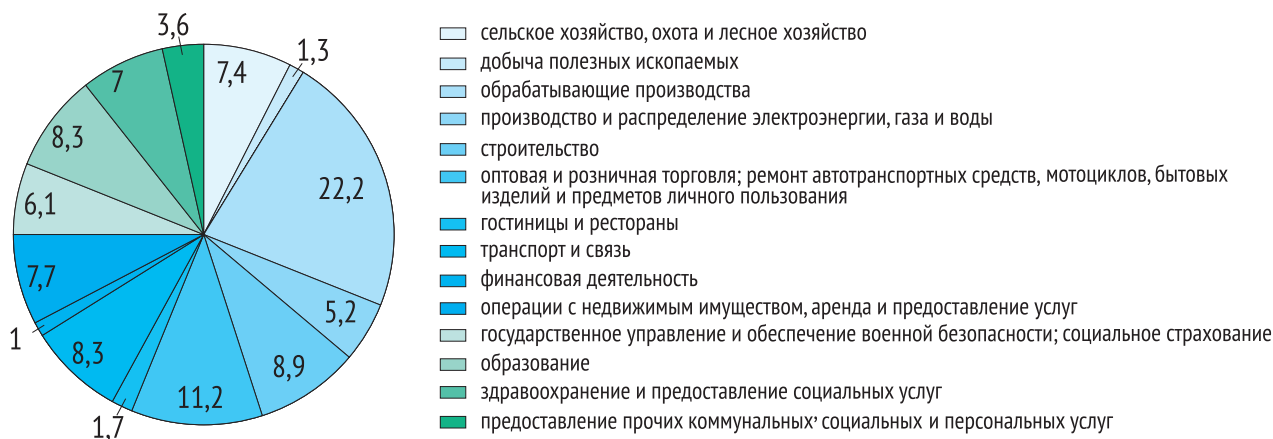 3,6
7,4
1,3
22,2
5,2
8,9
11,2
1,7
8,3
1
7,7
6,1
8,3
7
сельское хозяйство, охота и лесное хозяйство
добыча полезных ископаемых
обрабатывающие производства
производство и распределение электроэнергии, газа и воды
строительство
оптовая и розничная торговля; ремонт автотранспортных средств, мотоциклов, бытовых
изделий и предметов личного пользования
гостиницы и рестораны
транспорт и связь
финансовая деятельность
операции с недвижимым имуществом, аренда и предоставление услуг
государственное управление и обеспечение военной безопасности; социальное страхование
образование
здравоохранение и предоставление социальных услуг
предоставление прочих коммунальных’ социальных и персональных услуг